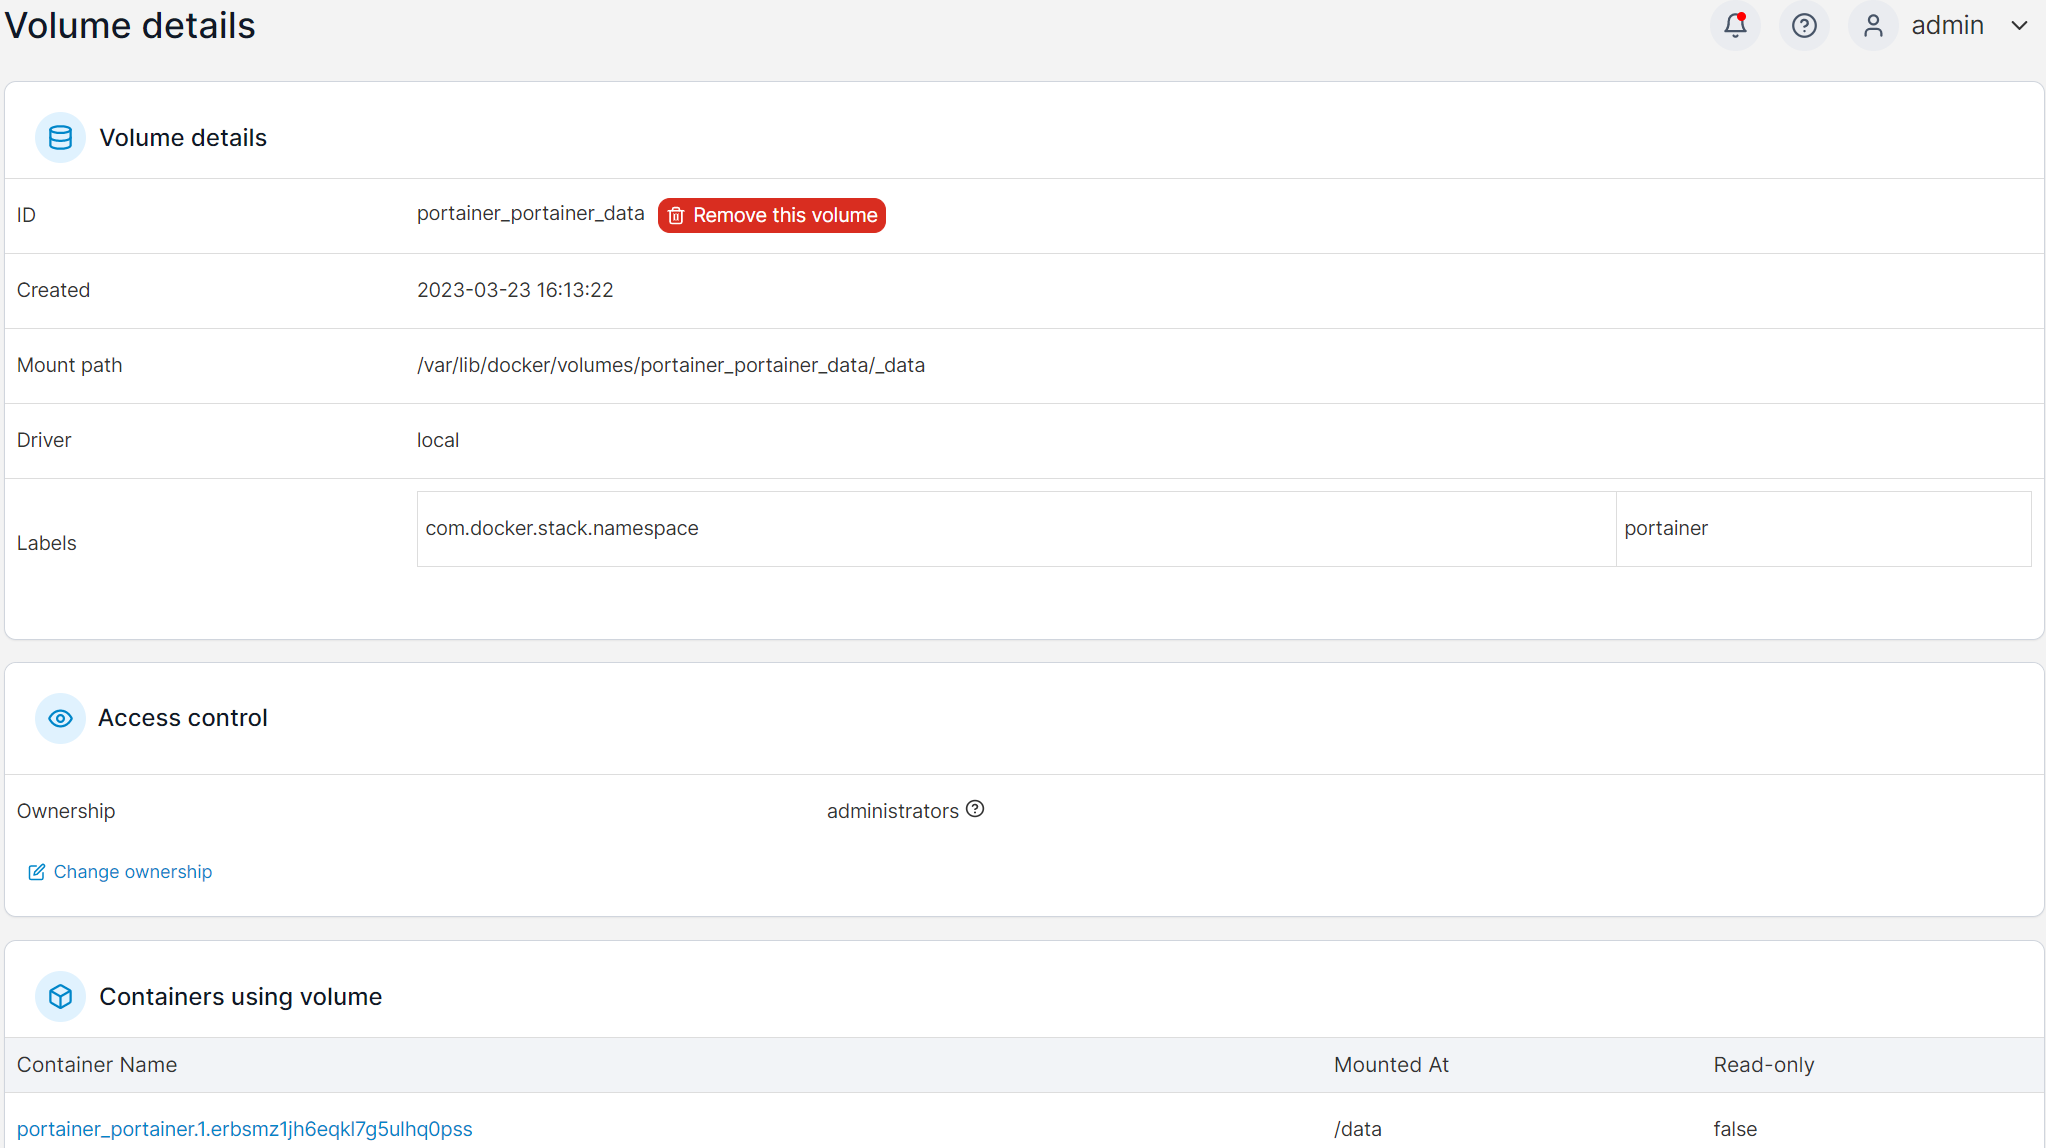 Volume details
admin
Volume details
ID portainer_portainer_data Remove this volume
Created 2023-03-23 16:13:22
Mount path /var/lib/docker/volumes/portainer_portainer_data/_data
Driver local
Labels com.docker.stack.namespace portainer
Access control
Ownership administrators
Change ownership
Containers using volume
Container Name Mounted At Read-only
portainer_portainer.1.erbsmz1jh6eqkl7g5ulhq0pss /data false